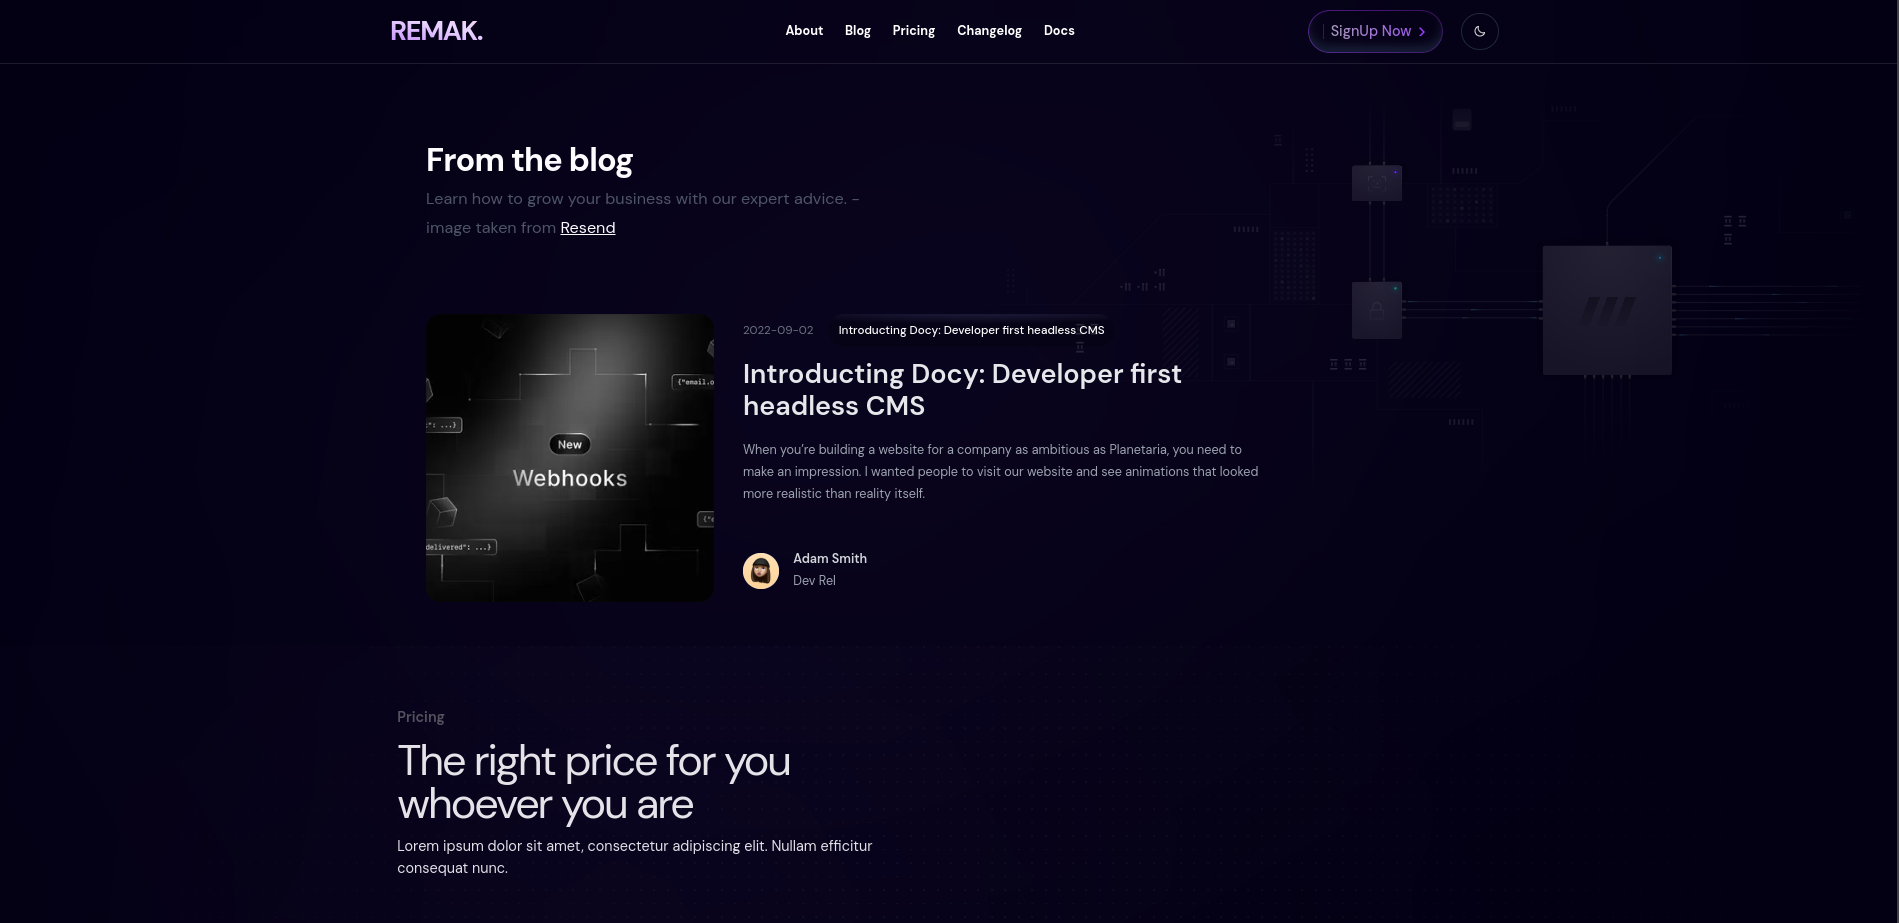 REMAK.
About Blog Pricing Changelog Docs
SignUp Now
From the blog
Learn how to grow your business with our expert advice. -
image taken from Resend
{"email.o
": ...}
New
Webhooks
{"e
delivered": ...}
2022-09-02 Introducting Docy: Developer first headless CMS
Introducting Docy: Developer first
headless CMS
When you're building a website for a company as ambitious as Planetaria, you need to
make an impression. I wanted people to visit our website and see animations that looked
more realistic than reality itself.
Adam Smith
Dev Rel
Pricing
The right price for you
whoever you are
Lorem ipsum dolor sit amet, consectetur adipiscing elit. Nullam efficitur
consequat nunc.